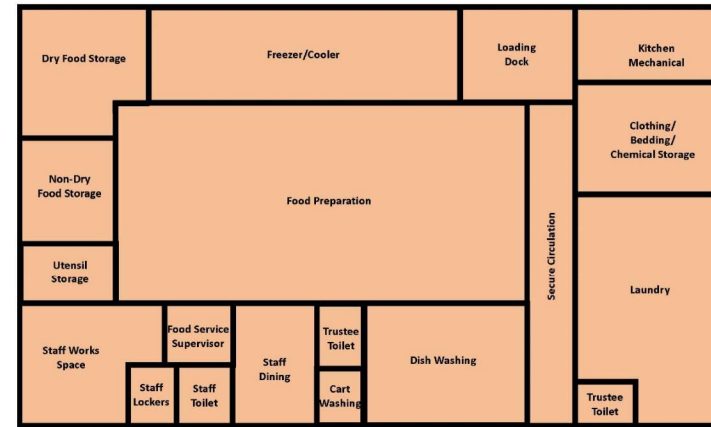 Dry Food Storage
Freezer/Cooler
Loading
Dock
Kitchen
Mechanical
Clothing/
Bedding/
Chemical Storage
Non-Dry
Food Storage
Food Preparation
Secure Circulation
Utensil
Storage
Laundry
Staff Works
Space
Food Service
Supervisor
Staff
Dining
Trustee
Toilet
Dish Washing
Staff
Lockers
Staff
Toilet
Cart
Washing
Trustee
Toilet